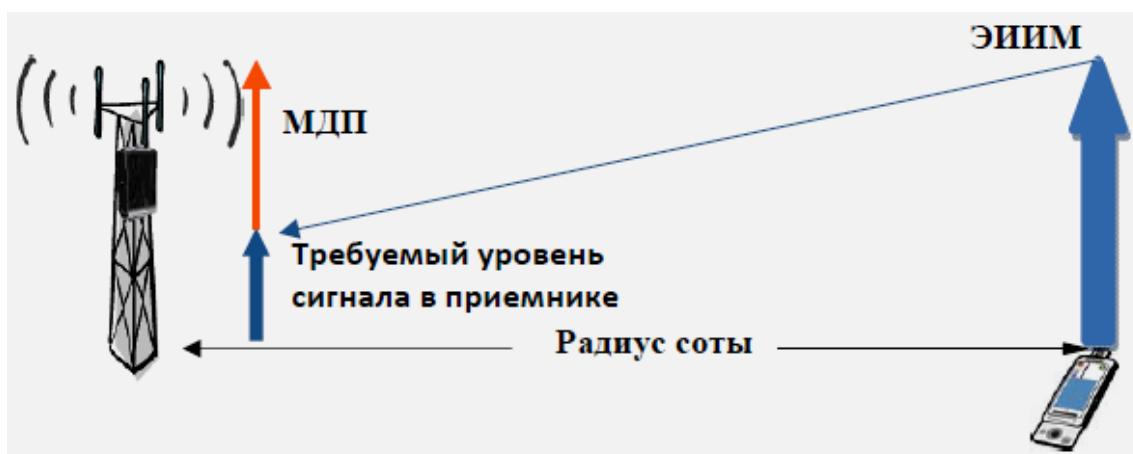 ЭИИМ
МДП
Требуемый уровень
сигнала в приемнике
Радиус соты